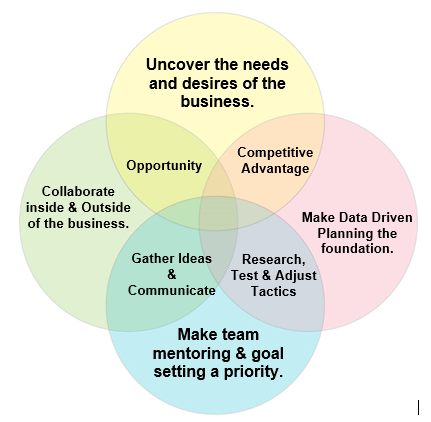 Uncover the needs
and desires of the
business.
Opportunity
Competitive
Advantage
Collaborate
inside & Outside
of the business.
Make Data Driven
Planning the
foundation.
Gather Ideas
&
Communicate
Research,
Test & Adjust
Tactics
Make team
mentoring & goal
setting a priority.